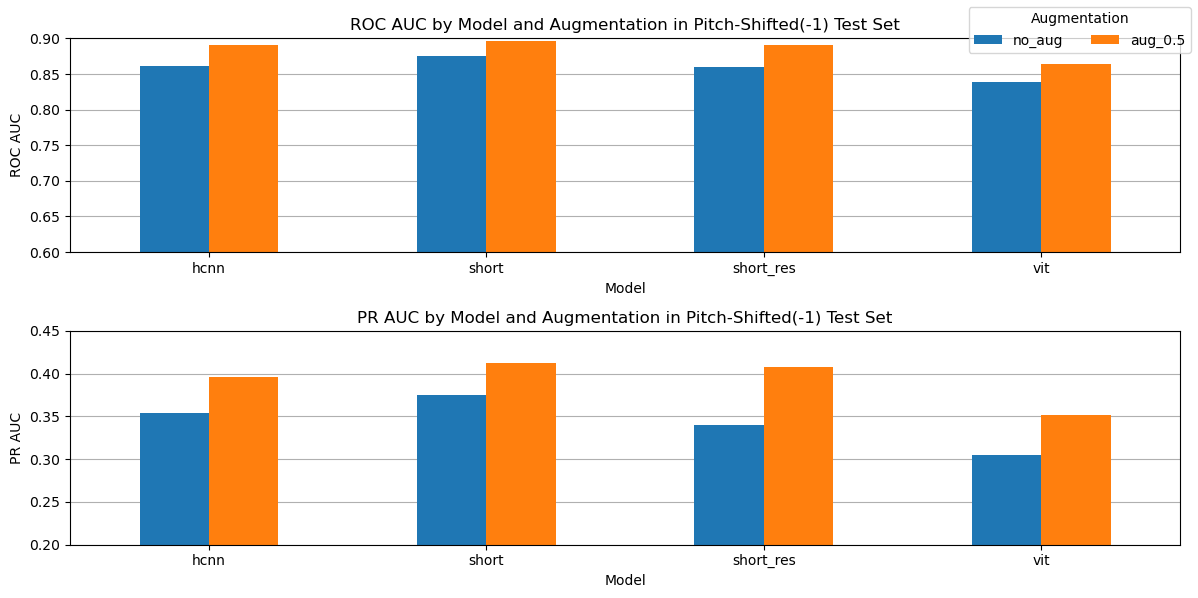 ROC AUC by Model and Augmentation in Pitch-Shifted(-1) Test Set
Augmentation
no_aug aug_0.5
0.90
0.85
0.80
0.75
0.70
0.65
0.60
ROC AUC
hcnn short short_res vit
Model
PR AUC by Model and Augmentation in Pitch-Shifted(-1) Test Set
0.45
0.40
0.35
0.30
0.25
0.20
PR AUC
hcnn short short_res vit
Model